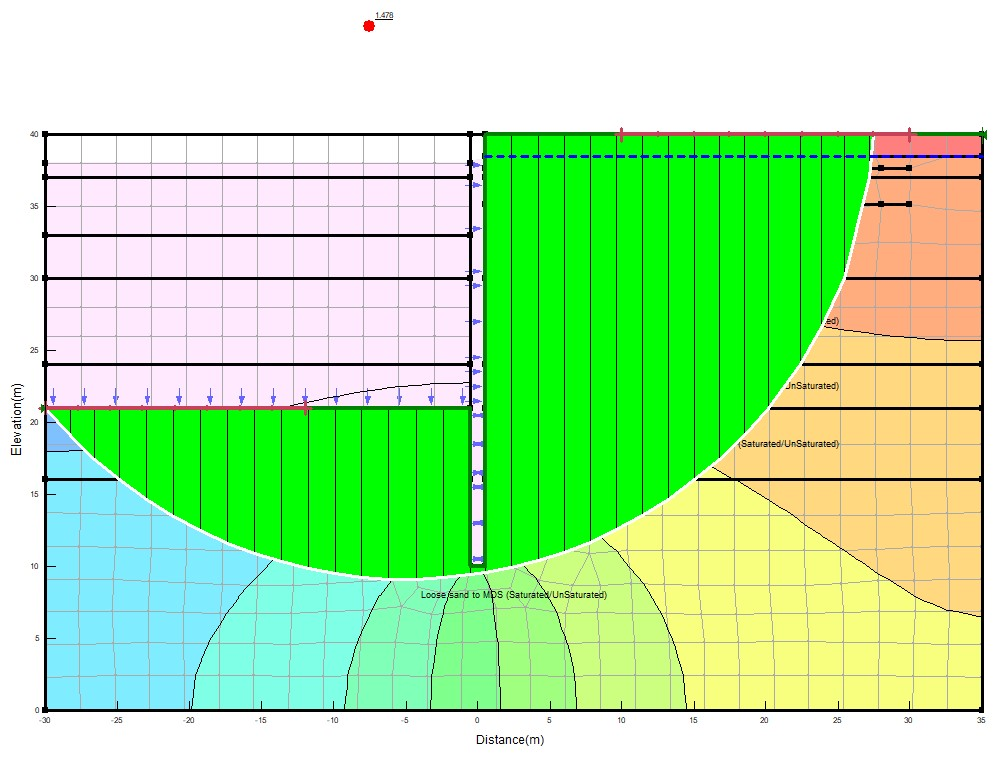 1.478
40
35
30
25
20
15
10
5
0
Elevation(m)
ed)
UnSaturated)
(Saturated/UnSaturated)
Loose sand to MDS (Saturated/UnSaturated)
-30 -25 -20 -15 -10 -5 0 5 10 15 20 25 30 35
Distance(m)